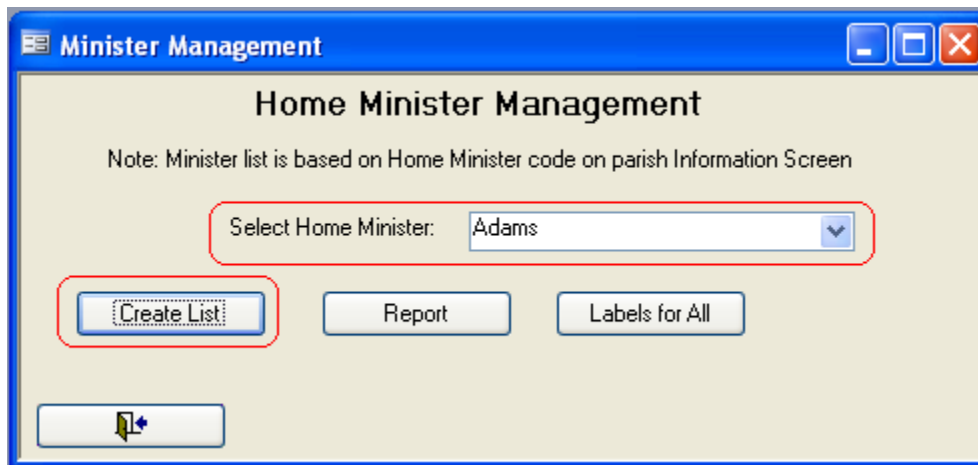 Minister Management
Home Minister Management
Note: Minister list is based on Home Minister code on parish Information Screen
Select Home Minister: Adams
Create List Report Labels for All